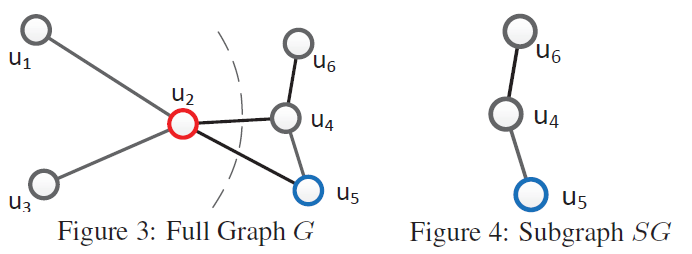 u1
u2
u3
u6
u4
u5
Figure 3: Full Graph G
u6
u4
u5
Figure 4: Subgraph SG